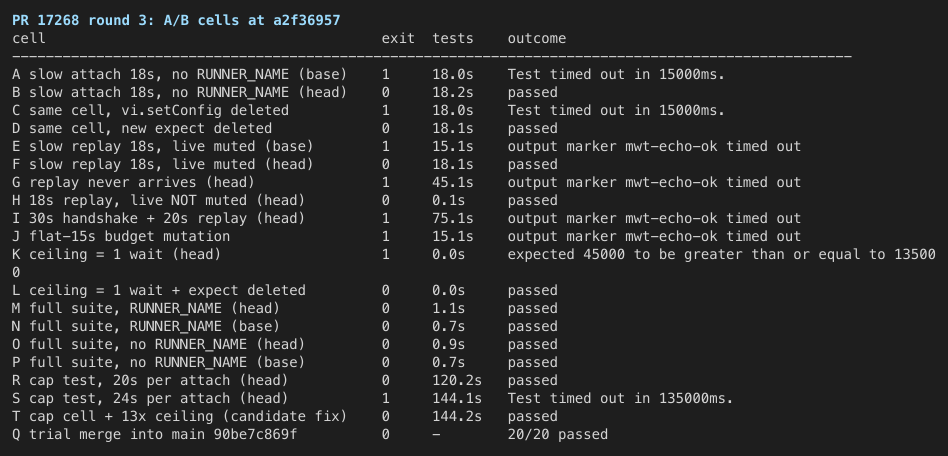 PR 17268 round 3: A/B cells at a2f36957
cell exit tests outcome
A slow attach 18s, no RUNNER_NAME (base) 1 18.0s Test timed out in 15000ms.
B slow attach 18s, no RUNNER_NAME (head) 0 18.2s passed
C same cell, vi.setConfig deleted 1 18.0s Test timed out in 15000ms.
D same cell, new expect deleted 0 18.1s passed
E slow replay 18s, live muted (base) 1 15.1s output marker mwt-echo-ok timed out
F slow replay 18s, live muted (head) 0 18.1s passed
G replay never arrives (head) 1 45.1s output marker mwt-echo-ok timed out
H 18s replay, live NOT muted (head) 0 0.1s passed
I 30s handshake + 20s replay (head) 1 75.1s output marker mwt-echo-ok timed out
J flat-15s budget mutation 1 15.1s output marker mwt-echo-ok timed out
K ceiling = 1 wait (head) 1 0.0s expected 45000 to be greater than or equal to 13500
0
L ceiling = 1 wait + expect deleted 0 0.0s passed
M full suite, RUNNER_NAME (head) 0 1.1s passed
N full suite, RUNNER_NAME (base) 0 0.7s passed
O full suite, no RUNNER_NAME (head) 0 0.9s passed
P full suite, no RUNNER_NAME (base) 0 0.7s passed
R cap test, 20s per attach (head) 0 120.2s passed
S cap test, 24s per attach (head) 1 144.1s Test timed out in 135000ms.
T cap cell + 13x ceiling (candidate fix) 0 144.2s passed
Q trial merge into main 90be7c869f 0 - 20/20 passed